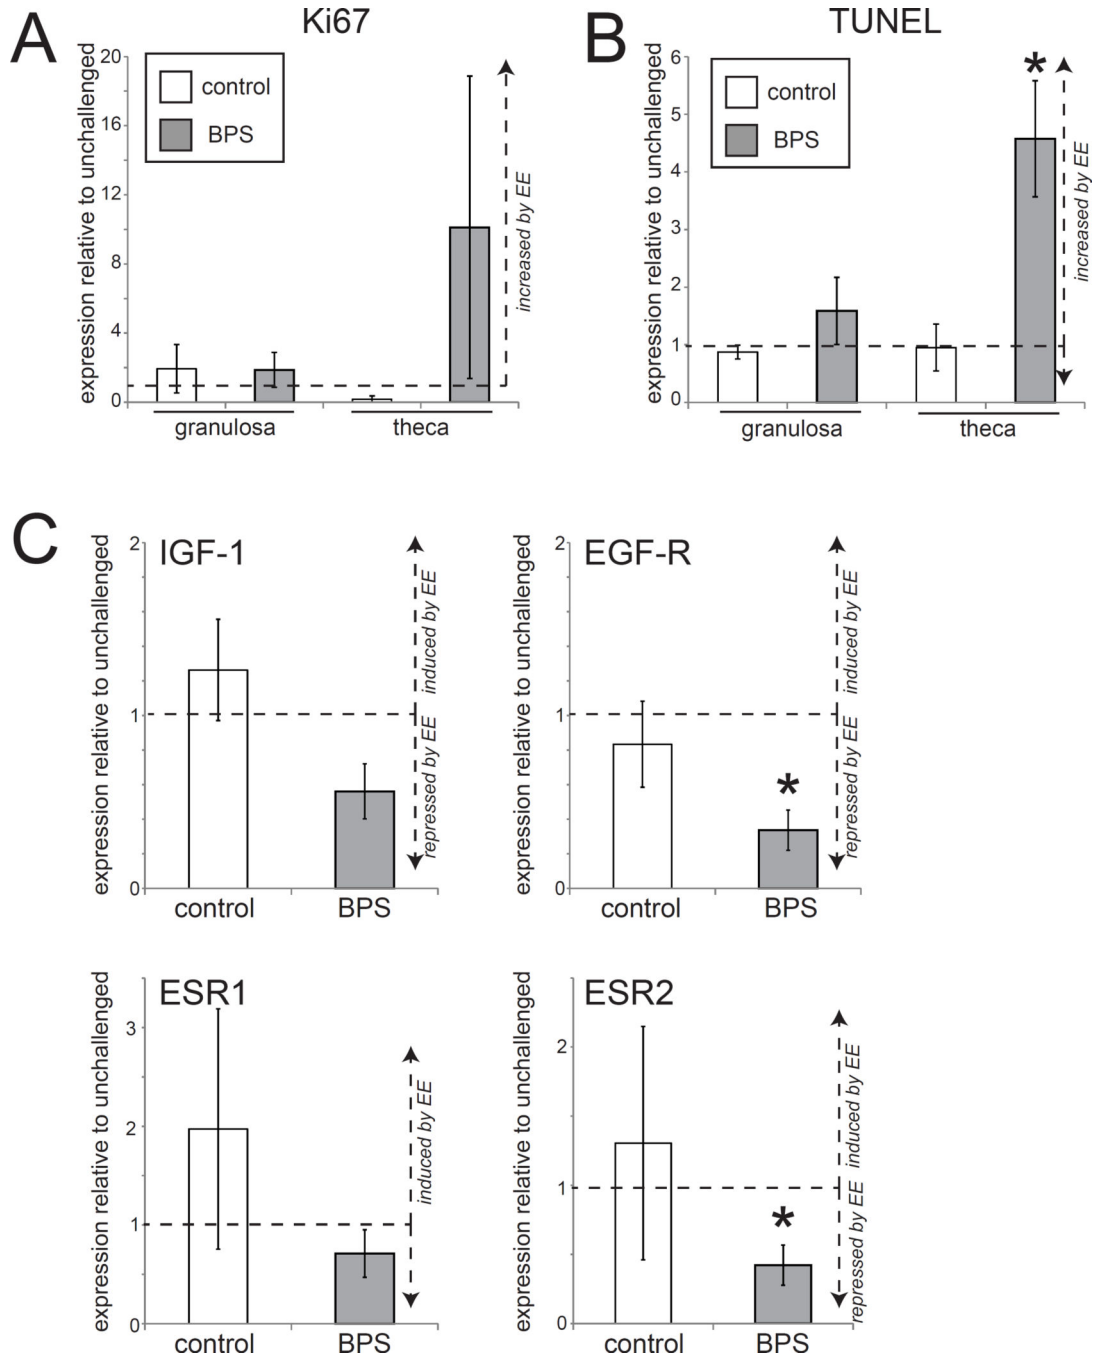 A
Ki67
expression relative to unchallenged
20
16
12
8
4
0
control
BPS
increased by EE
granulosa
theca
B
TUNEL
expression relative to unchallenged
6
5
4
3
2
1
0
control
BPS
*
increased by EE
granulosa
theca
C
IGF-1
expression relative to unchallenged
2
1
0
induced by EE
repressed by EE
control
BPS
EGF-R
expression relative to unchallenged
2
1
0
*
induced by EE
repressed by EE
control
BPS
ESR1
expression relative to unchallenged
3
2
1
0
induced by EE
control
BPS
ESR2
expression relative to unchallenged
2
1
0
*
induced by EE
repressed by EE
control
BPS